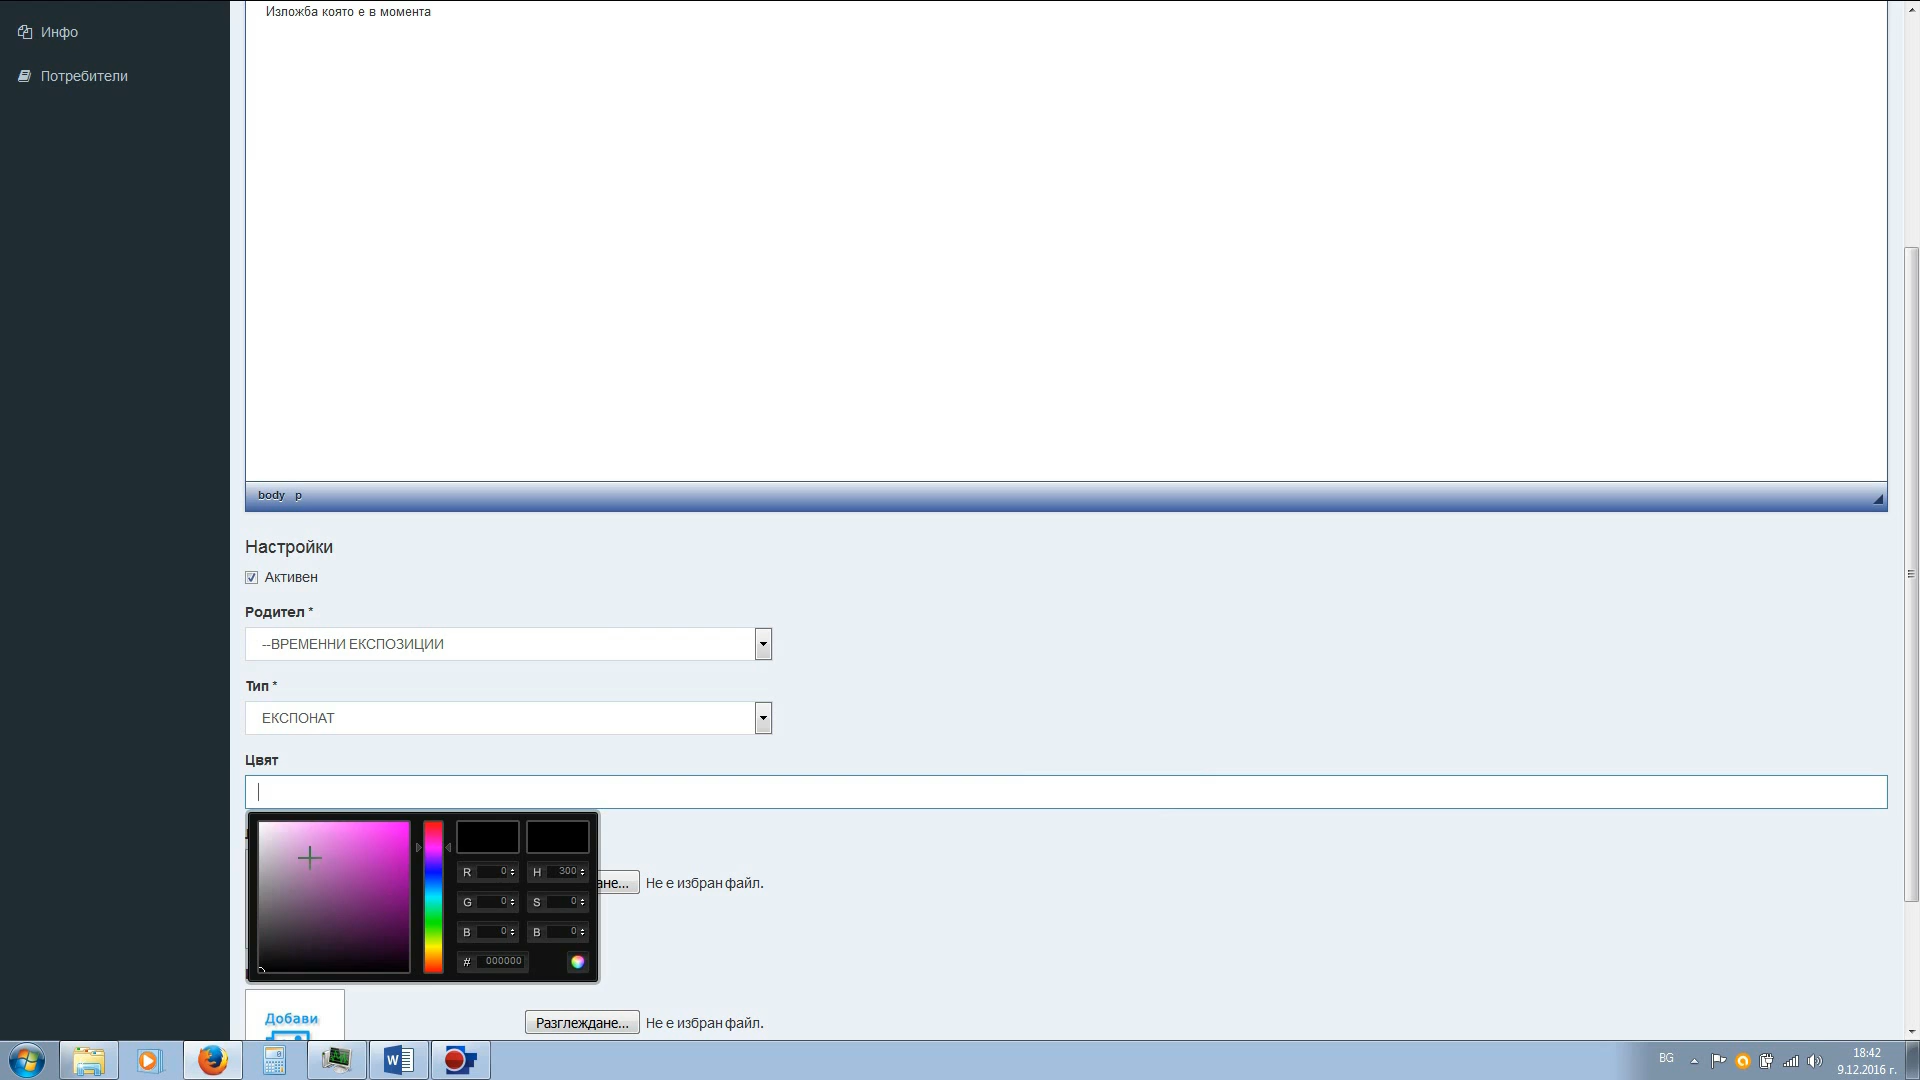 Изложба която е в момента
Инфо
Потребители
body p
Настройки
Активен
Родител *
--ВРЕМЕННИ ЕКСПОЗИЦИИ
Тип *
ЕКСПОНАТ
Цвят
R 0 H 300
G 0 S 0
B 0 B 0
# 000000
ане... Не е избран файл.
Добави
Разглеждане... Не е избран файл.
BG
18:42
9.12.2016 г.